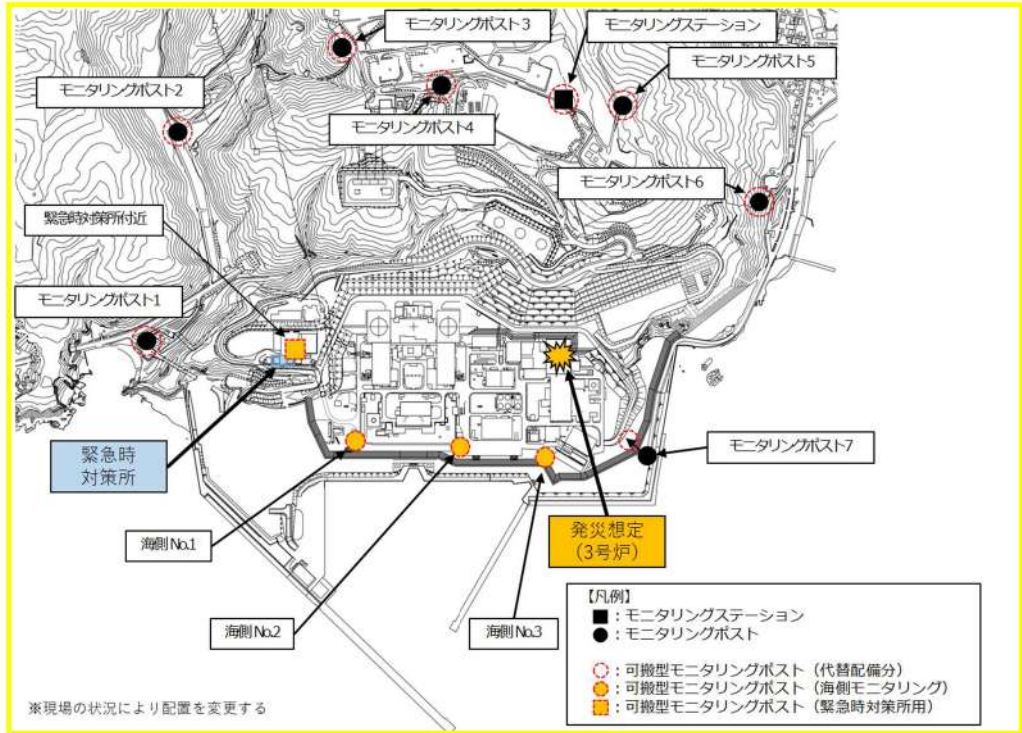 モニタリングポスト3
モニタリングステーション
モニタリングポスト5
モニタリングポスト2
モニタリングポスト4
モニタリングポスト6
緊急時対策所付近
モニタリングポスト1
モニタリングポスト7
緊急時
対策所
発災想定
(3号炉)
海側No.1
海側No.2
海側No.3
【凡例】
■:モニタリングステーション
●:モニタリングポスト
:可搬型モニタリングポスト(代替配備分)
:可搬型モニタリングポスト(海側モニタリング)
:可搬型モニタリングポスト(緊急時対策所用)
※現場の状況により配置を変更する